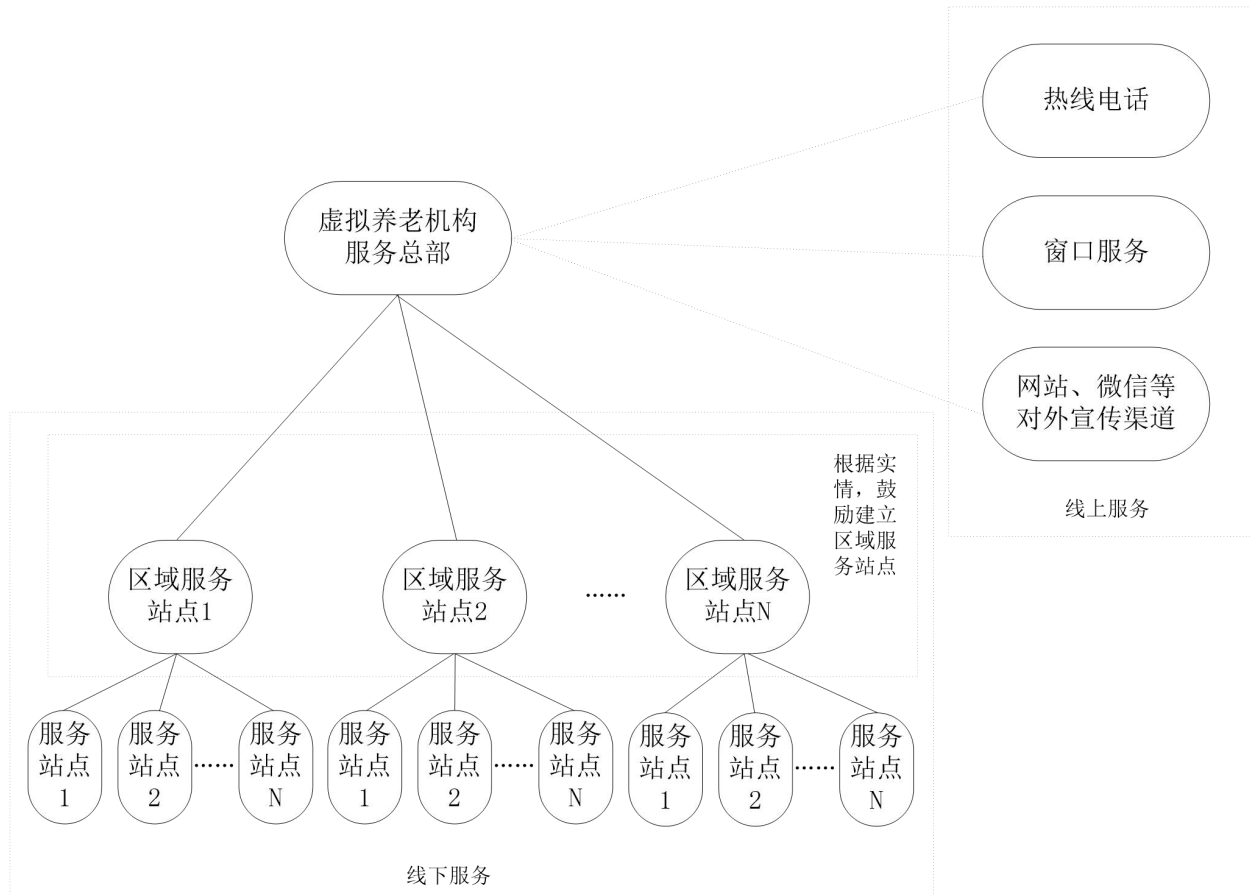 热线电话
虚拟养老机构
服务总部
窗口服务
网站、微信等
对外宣传渠道
线上服务
根据实
情，鼓
励建立
区域服
务站点
区域服务
站点1
区域服务
站点2
……
区域服务
站点N
服务
站点
1
服务
站点
2
……
服务
站点
N
服务
站点
1
服务
站点
2
……
服务
站点
N
服务
站点
1
服务
站点
2
……
服务
站点
N
线下服务